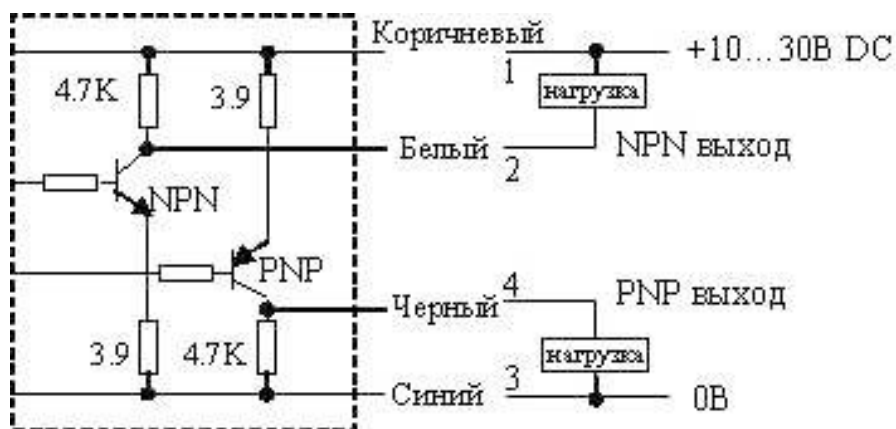 Коричневый
1
+10...30В DC
4.7K
3.9
нагрузка
Белый
2
NPN выход
NPN
PNP
4
PNP выход
Черный
3.9
4.7K
нагрузка
Синий
3
0В